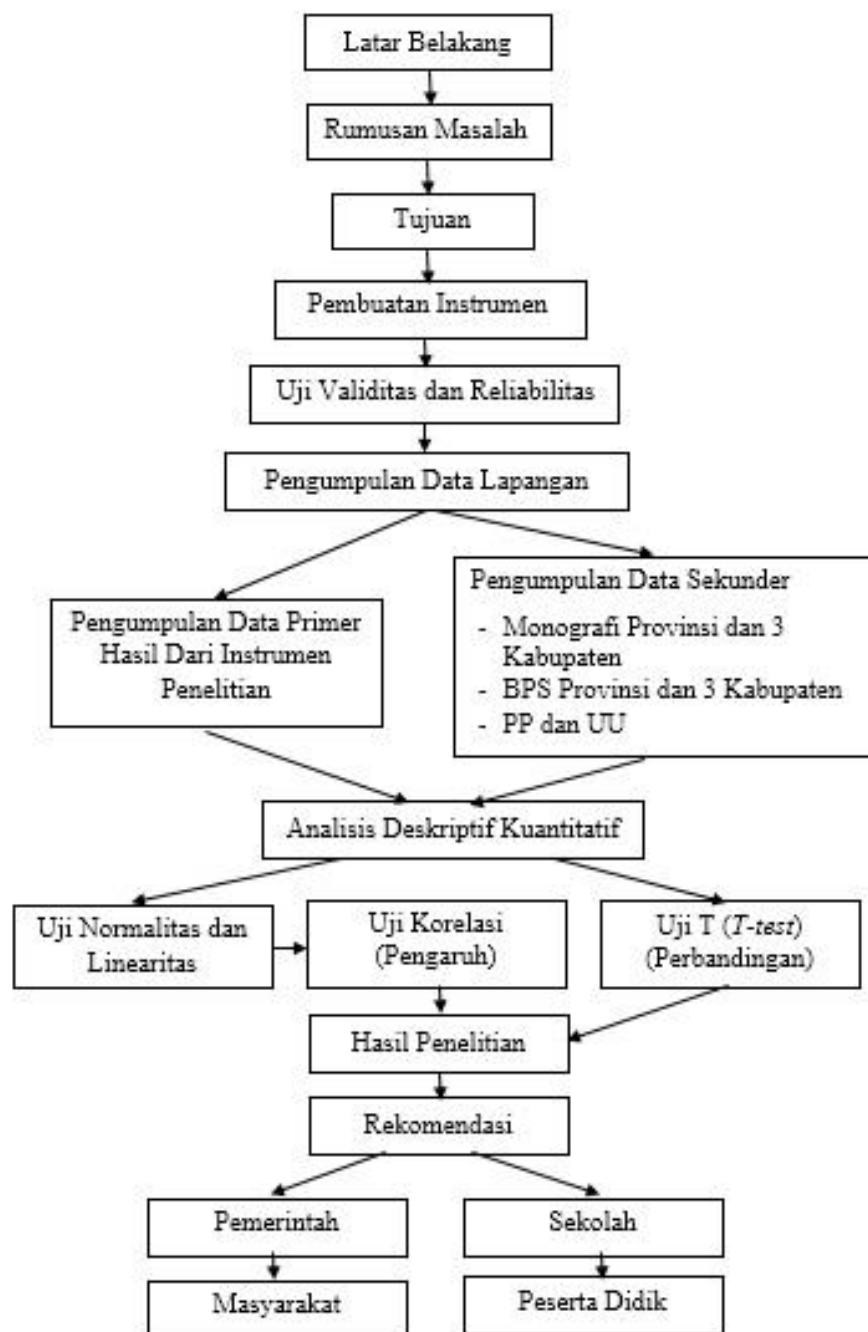 Latar Belakang
Rumusan Masalah
Tujuan
Pembuatan Instrumen
Uji Validitas dan Reliabilitas
Pengumpulan Data Lapangan
Pengumpulan Data Primer
Hasil Dari Instrumen
Penelitian
Pengumpulan Data Sekunder
- Monografi Provinsi dan 3
Kabupaten
- BPS Provinsi dan 3 Kabupaten
- PP dan UU
Analisis Deskriptif Kuantitatif
Uji Normalitas dan
Linearitas
Uji Korelasi
(Pengaruh)
Uji T (T-test)
(Perbandingan)
Hasil Penelitian
Rekomendasi
Pemerintah
Sekolah
Masyarakat
Peserta Didik